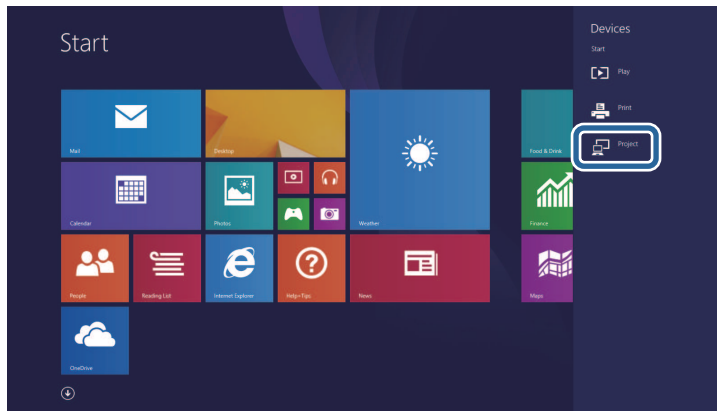 Start
Devices
Start
Play
Print
Project
Mail
Desktop
Food & Drink
Calendar
Photos
Weather
Finance
People
Reading List
Internet Explorer
Help+Tips
News
Maps
OneDrive